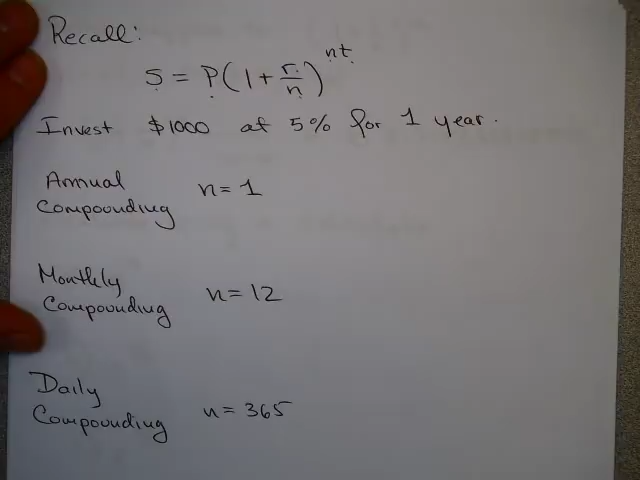 Recall:
S = P(1 + r/n)^nt
Invest $1000 at 5% for 1 year.
Annual
Compounding n = 1
Monthly
Compounding n = 12
Daily
Compounding n = 365